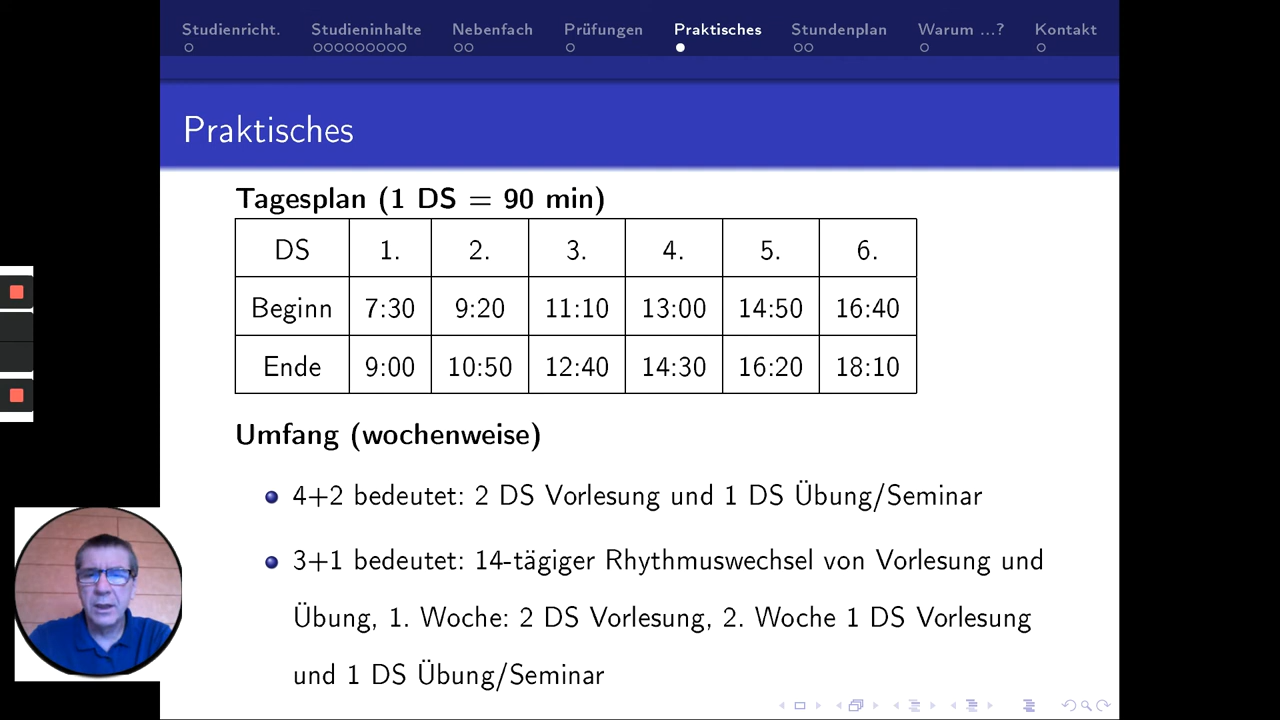 Studienricht. Studieninhalte Nebenfach Prüfungen Praktisches Stundenplan Warum ...? Kontakt
Praktisches
Tagesplan (1 DS = 90 min)
DS 1. 2. 3. 4. 5. 6.
Beginn 7:30 9:20 11:10 13:00 14:50 16:40
Ende 9:00 10:50 12:40 14:30 16:20 18:10
Umfang (wochenweise)
4+2 bedeutet: 2 DS Vorlesung und 1 DS Übung/Seminar
3+1 bedeutet: 14-tägiger Rhythmuswechsel von Vorlesung und
Übung, 1. Woche: 2 DS Vorlesung, 2. Woche 1 DS Vorlesung
und 1 DS Übung/Seminar